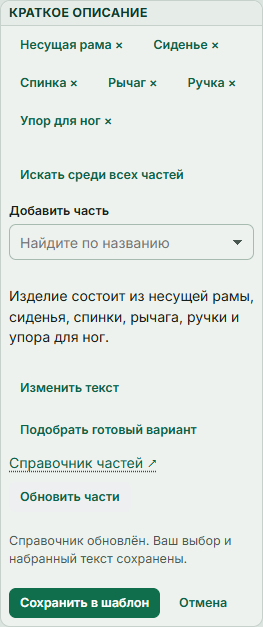 КРАТКОЕ ОПИСАНИЕ
Несущая рама × Сиденье ×
Спинка × Рычаг × Ручка ×
Упор для ног ×
Искать среди всех частей
Добавить часть
Найдите по названию
Изделие состоит из несущей рамы,
сиденья, спинки, рычага, ручки и
упора для ног.
Изменить текст
Подобрать готовый вариант
Справочник частей ↗
Обновить части
Справочник обновлён. Ваш выбор и
набранный текст сохранены.
Сохранить в шаблон Отмена